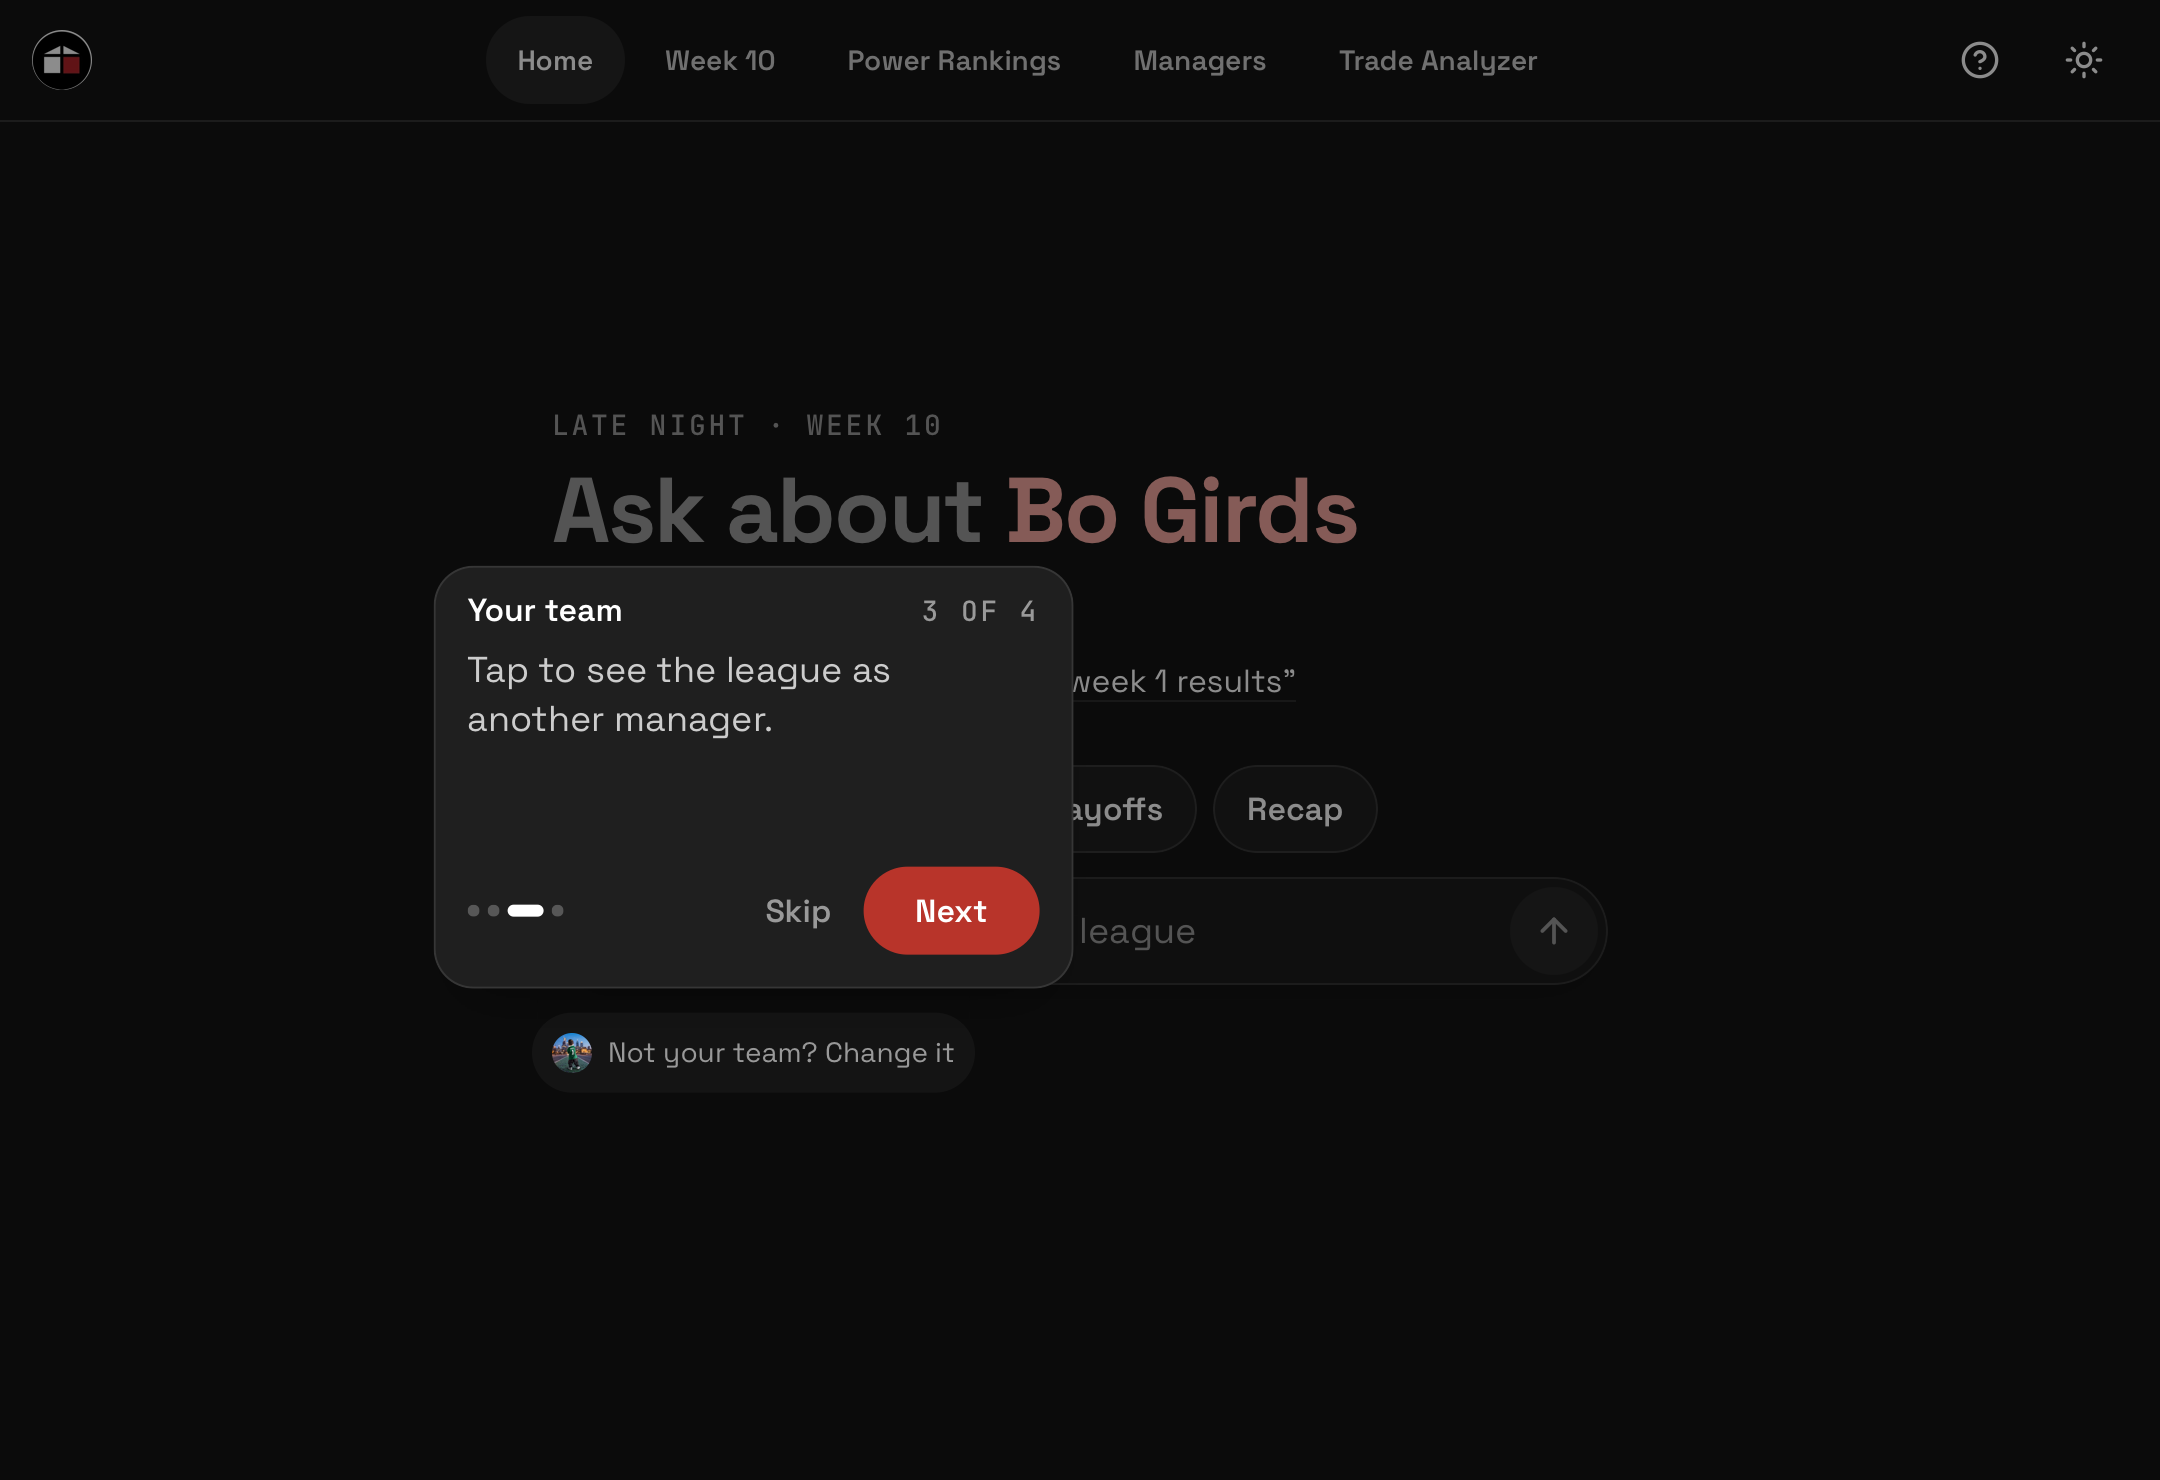 Home Week 10 Power Rankings Managers Trade Analyzer
LATE NIGHT · WEEK 10
Ask about Bo Girds
Your team 3 OF 4
Tap to see the league as
another manager.
week 1 results”
Recap
Skip Next
league
Not your team? Change it